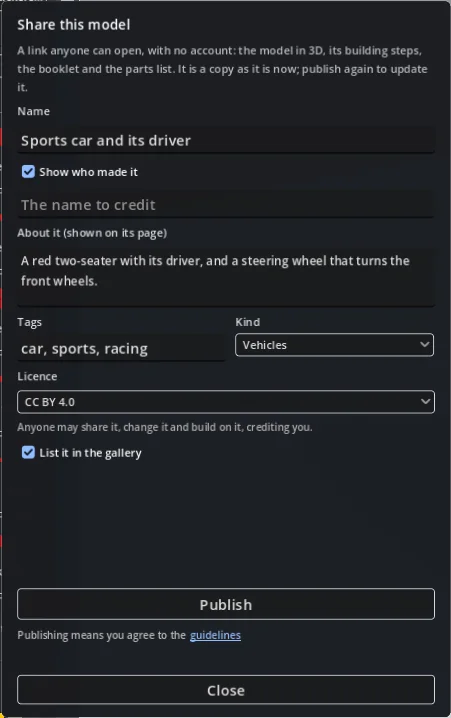 Share this model
A link anyone can open, with no account: the model in 3D, its building steps,
the booklet and the parts list. It is a copy as it is now; publish again to update
it.
Name
Sports car and its driver
Show who made it
The name to credit
About it (shown on its page)
A red two-seater with its driver, and a steering wheel that turns the
front wheels.
Tags
Kind
car, sports, racing
Vehicles
Licence
CC BY 4.0
Anyone may share it, change it and build on it, crediting you.
List it in the gallery
Publish
Publishing means you agree to the guidelines
Close